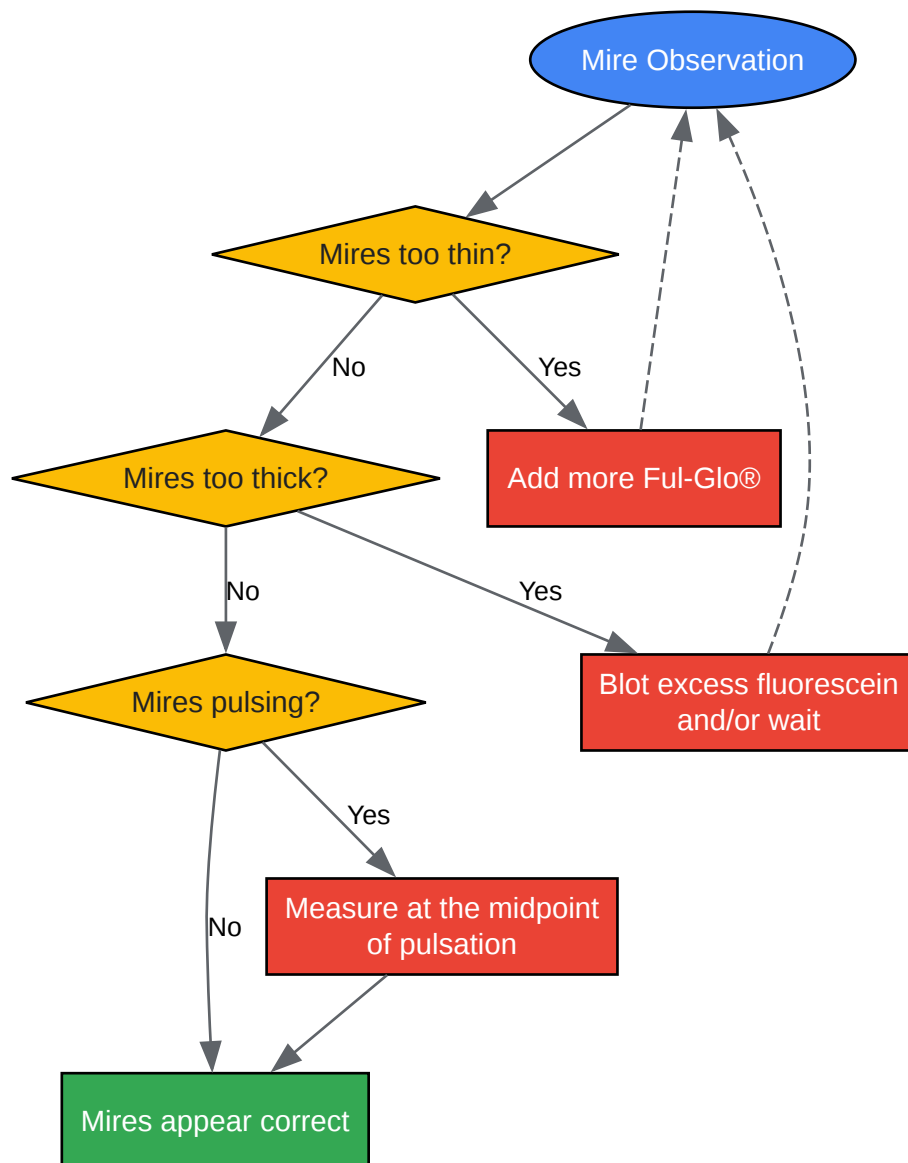 Mire Observation
Mires too thin?
No
Yes
Mires too thick?
Add more Ful-Glo®
No
Yes
Mires pulsing?
Blot excess fluorescein
and/or wait
Yes
No
Measure at the midpoint
of pulsation
Mires appear correct